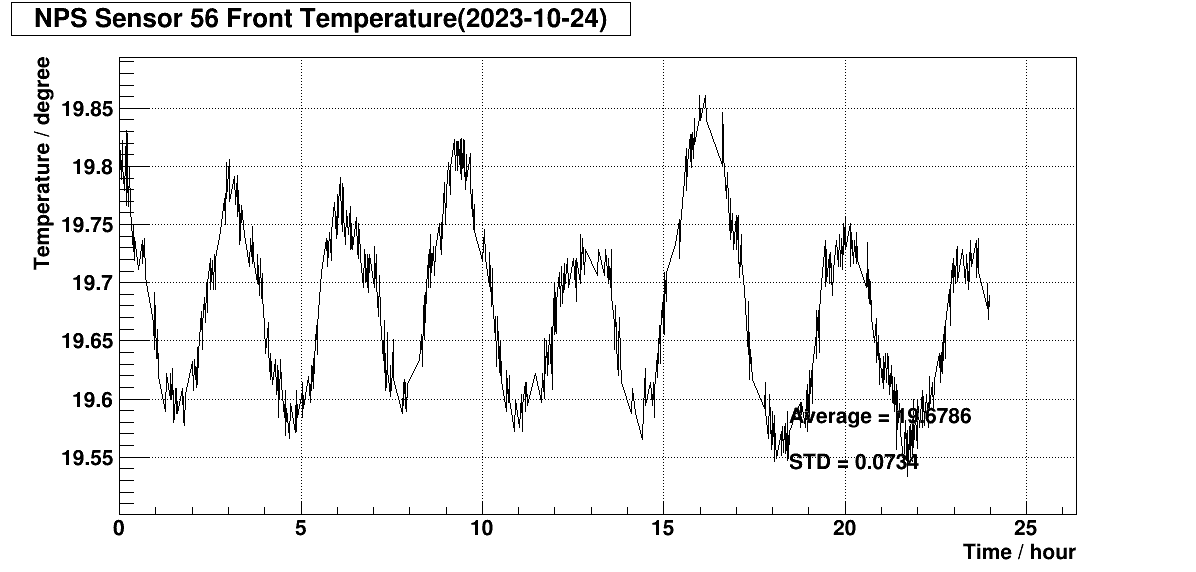 NPS Sensor 56 Front Temperature(2023-10-24)
Temperature / degree
19.85
19.8
19.75
19.7
19.65
19.6
19.55
Average = 19.6786
STD = 0.0734
0 5 10 15 20 25
Time / hour